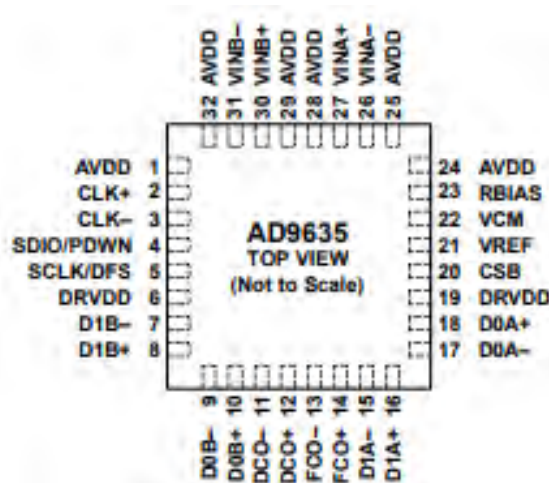 32 AVDD
31 VINB–
30 VINB+
29 AVDD
28 AVDD
27 VINA+
26 VINA–
25 AVDD
AVDD 1
CLK+ 2
CLK– 3
SDIO/PDWN 4
SCLK/DFS 5
DRVDD 6
D1B– 7
D1B+ 8
AD9635
TOP VIEW
(Not to Scale)
24 AVDD
23 RBIAS
22 VCM
21 VREF
20 CSB
19 DRVDD
18 D0A+
17 D0A–
D0B– 9
D0B+ 10
DCO– 11
DCO+ 12
FCO– 13
FCO+ 14
D1A– 15
D1A+ 16